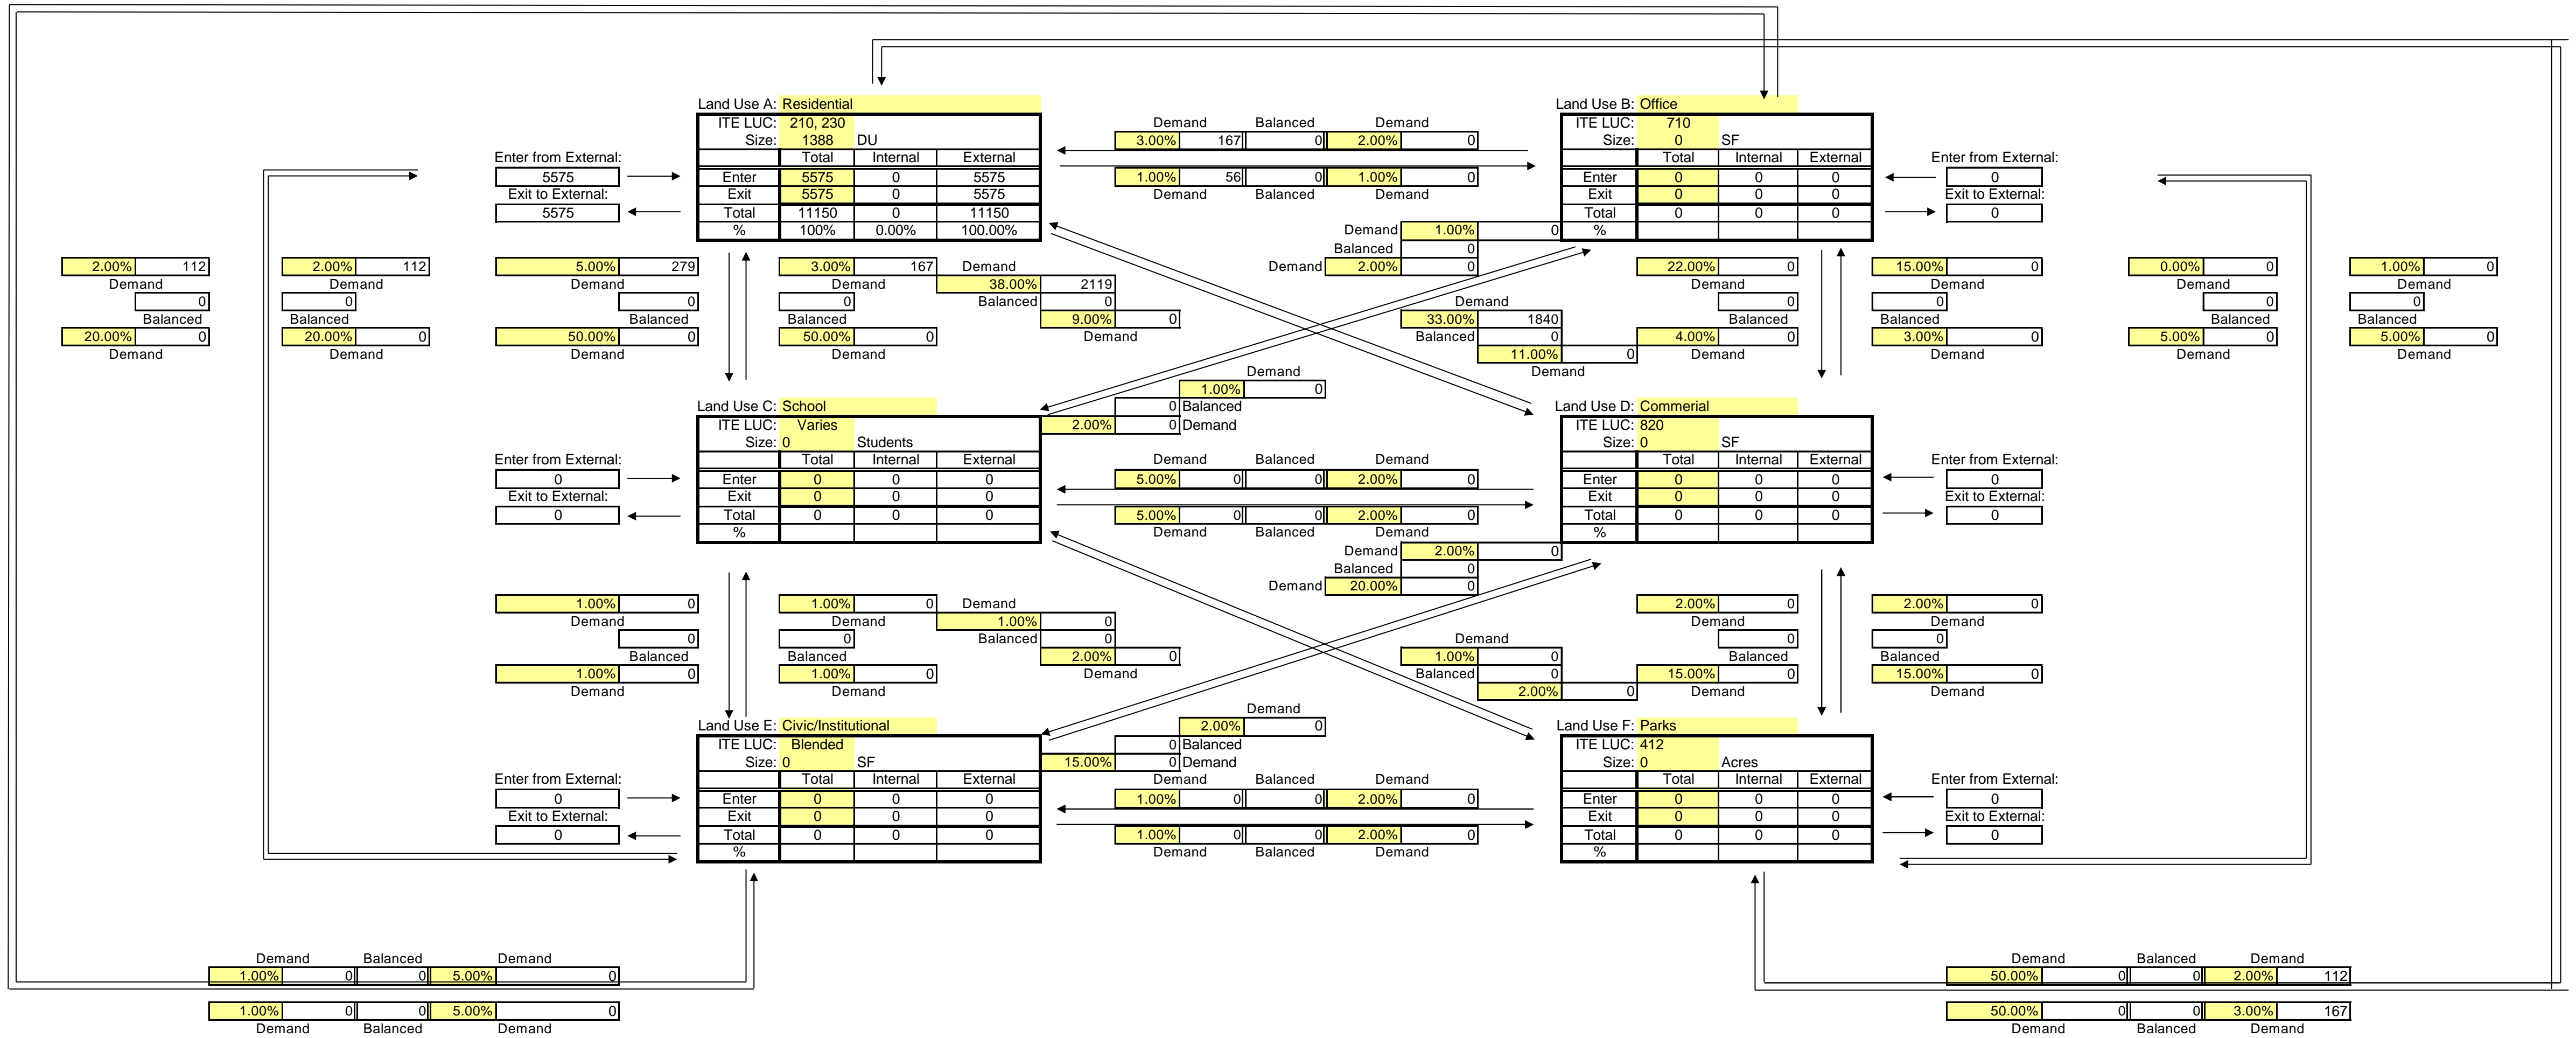 Land Use A: Residential
ITE LUC: 210, 230
Size: 1388 DU
Total Internal External
Enter 5575 0 5575
Exit 5575 0 5575
Total 11150 0 11150
% 100% 0.00% 100.00%
Enter from External:
5575
Exit to External:
5575
Demand Balanced Demand
3.00% 167 0 2.00% 0
1.00% 56 0 1.00% 0
Demand Balanced Demand
Land Use B: Office
ITE LUC: 710
Size: 0 SF
Total Internal External
Enter 0 0 0
Exit 0 0 0
Total 0 0 0
%
Enter from External:
0
Exit to External:
0
Demand 1.00% 0
Balanced 0
Demand 2.00% 0
2.00% 112
Demand
0
Balanced
20.00% 0
Demand
2.00% 112
Demand
0
Balanced
20.00% 0
Demand
5.00% 279
Demand
0
Balanced
50.00% 0
Demand
3.00% 167
Demand
0
Balanced
50.00% 0
Demand
Demand
38.00% 2119
Balanced 0
9.00% 0
Demand
Demand
33.00% 1840
Balanced 0
11.00% 0
Demand
22.00% 0
Demand
0
Balanced
4.00% 0
Demand
15.00% 0
Demand
0
Balanced
3.00% 0
Demand
0.00% 0
Demand
0
Balanced
5.00% 0
Demand
1.00% 0
Demand
0
Balanced
5.00% 0
Demand
Demand
1.00% 0
0 Balanced
2.00% 0 Demand
Land Use C: School
ITE LUC: Varies
Size: 0 Students
Total Internal External
Enter 0 0 0
Exit 0 0 0
Total 0 0 0
%
Enter from External:
0
Exit to External:
0
Demand Balanced Demand
5.00% 0 0 2.00% 0
5.00% 0 0 2.00% 0
Demand Balanced Demand
Land Use D: Commerial
ITE LUC: 820
Size: 0 SF
Total Internal External
Enter 0 0 0
Exit 0 0 0
Total 0 0 0
%
Enter from External:
0
Exit to External:
0
Demand 2.00% 0
Balanced 0
Demand 20.00% 0
1.00% 0
Demand
0
Balanced
1.00% 0
Demand
1.00% 0
Demand
0
Balanced
1.00% 0
Demand
Demand
1.00% 0
Balanced 0
2.00% 0
Demand
Demand
1.00% 0
Balanced 0
2.00% 0
2.00% 0
Demand
0
Balanced
15.00% 0
Demand
2.00% 0
Demand
0
Balanced
15.00% 0
Demand
Demand
2.00% 0
0 Balanced
15.00% 0 Demand
Land Use E: Civic/Institutional
ITE LUC: Blended
Size: 0 SF
Total Internal External
Enter 0 0 0
Exit 0 0 0
Total 0 0 0
%
Enter from External:
0
Exit to External:
0
Demand Balanced Demand
1.00% 0 0 2.00% 0
1.00% 0 0 2.00% 0
Demand Balanced Demand
Land Use F: Parks
ITE LUC: 412
Size: 0 Acres
Total Internal External
Enter 0 0 0
Exit 0 0 0
Total 0 0 0
%
Enter from External:
0
Exit to External:
0
Demand Balanced Demand
1.00% 0 0 5.00% 0
1.00% 0 0 5.00% 0
Demand Balanced Demand
Demand Balanced Demand
50.00% 0 0 2.00% 112
50.00% 0 0 3.00% 167
Demand Balanced Demand